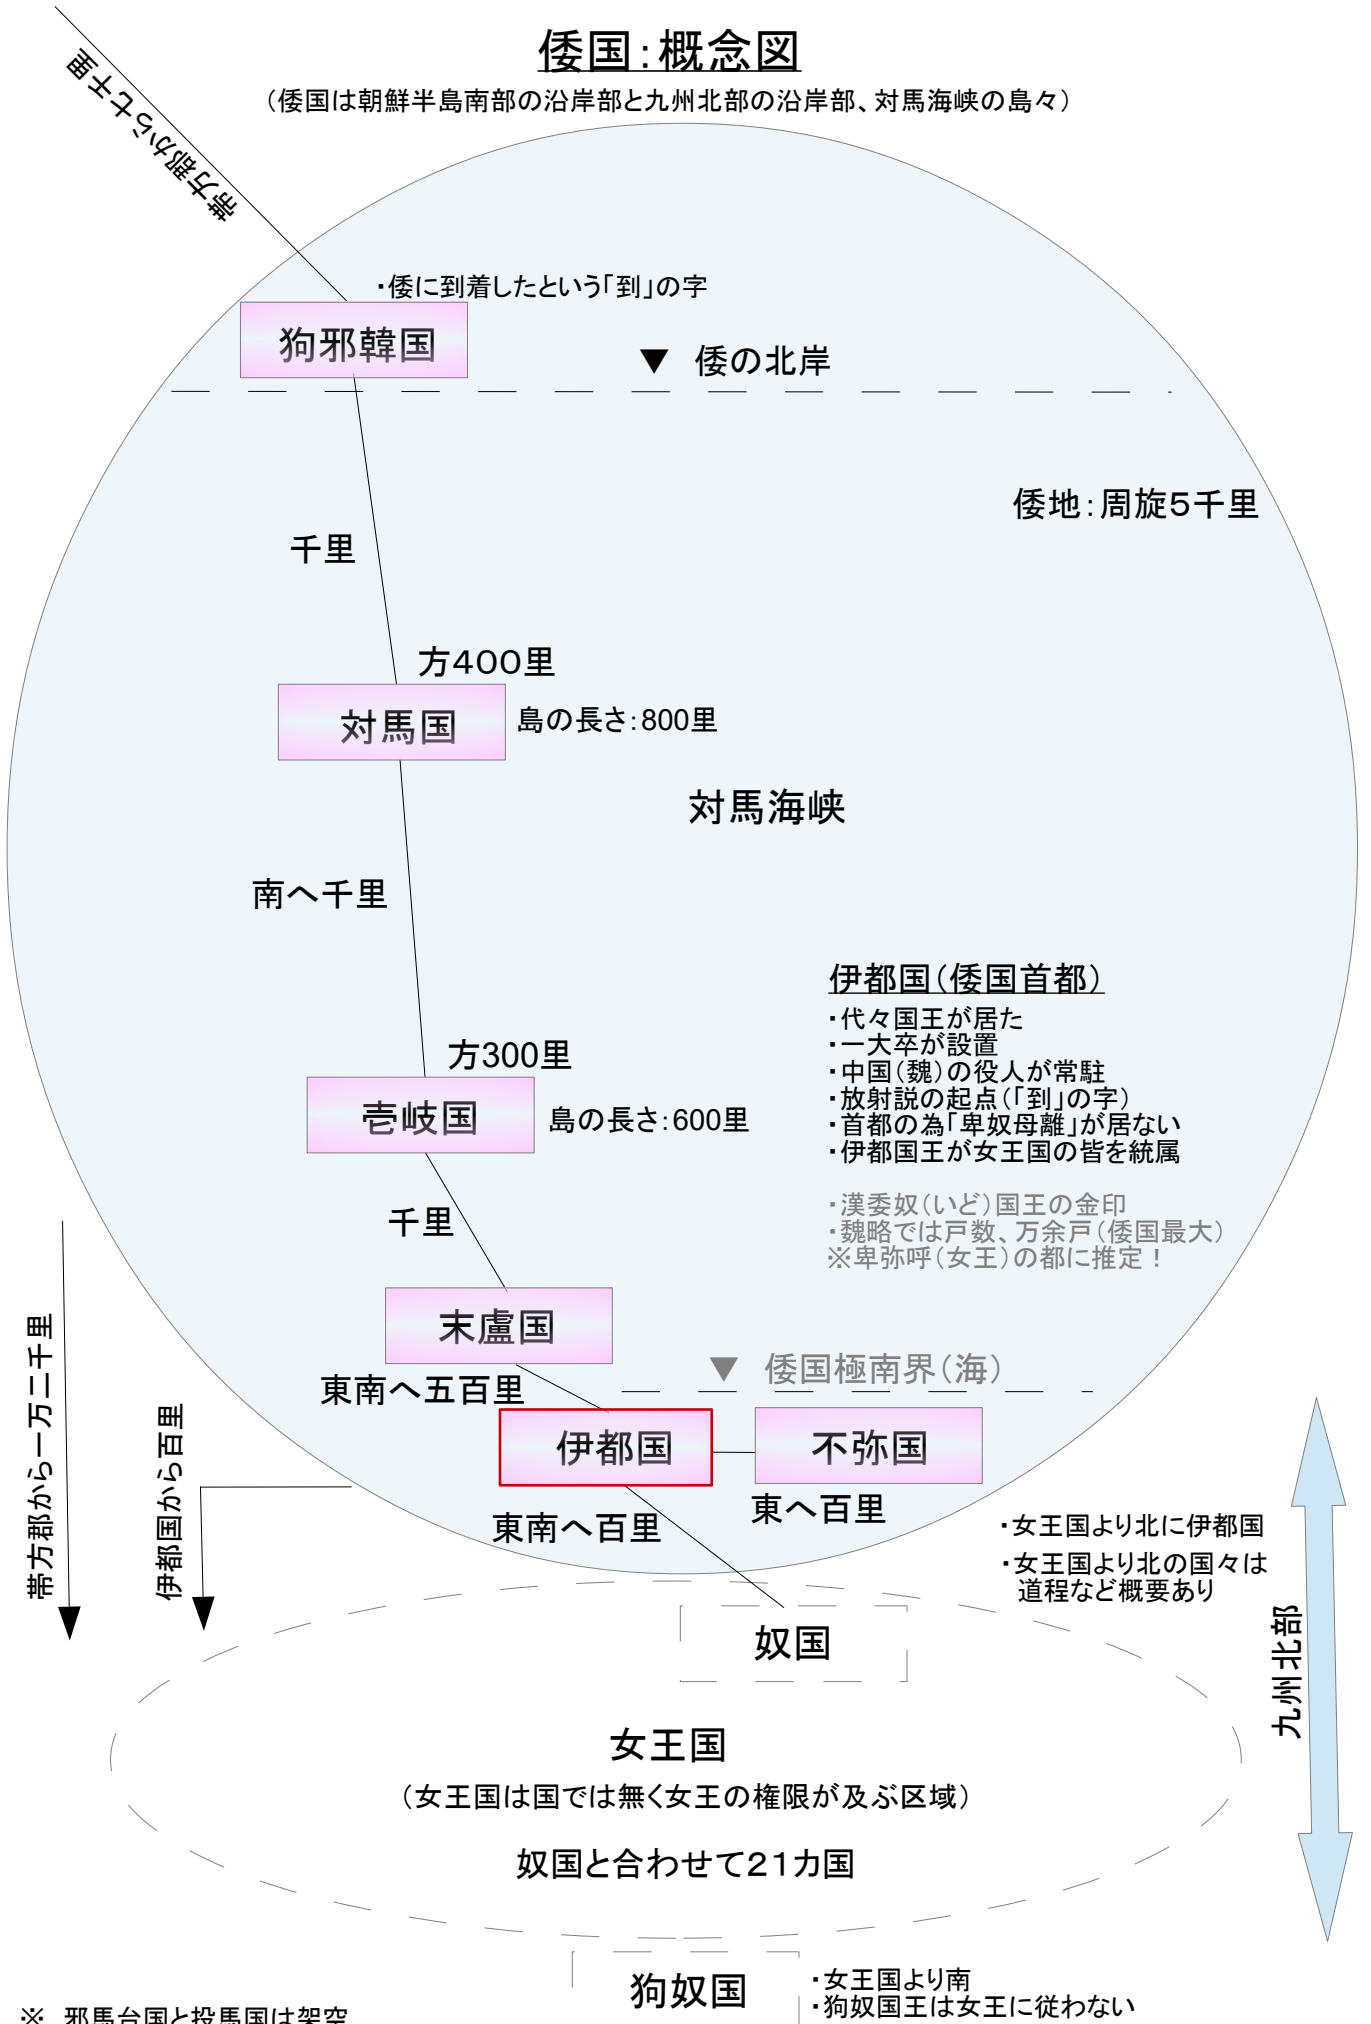 倭国：概念図
（倭国は朝鮮半島南部の沿岸部と九州北部の沿岸部、対馬海峡の島々）
帯方郡から七千里
・倭に到着したという「到」の字
狗邪韓国
▼ 倭の北岸
倭地：周旋５千里
千里
方４００里
対馬国
島の長さ：800里
対馬海峡
南へ千里
方300里
壱岐国
島の長さ：600里
伊都国（倭国首都）
・代々国王が居た
・一大卒が設置
・中国（魏）の役人が常駐
・放射説の起点（「到」の字）
・首都の為「卑奴母離」が居ない
・伊都国王が女王国の皆を統属
・漢委奴（いど）国王の金印
・魏略では戸数、万余戸（倭国最大）
※卑弥呼（女王）の都に推定！
千里
末盧国
▼ 倭国極南界（海）
東南へ五百里
伊都国
不弥国
東へ百里
東南へ百里
帯方郡から一万二千里
伊都国から百里
・女王国より北に伊都国
・女王国より北の国々は
道程など概要あり
九州北部
奴国
女王国
（女王国は国では無く女王の権限が及ぶ区域）
奴国と合わせて２１カ国
狗奴国
・女王国より南
・狗奴国王は女王に従わない
※ 邪馬台国と投馬国は架空